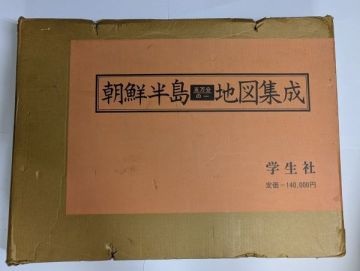 朝鮮半島五万分の一地図集成
学生社
定価=140,000円